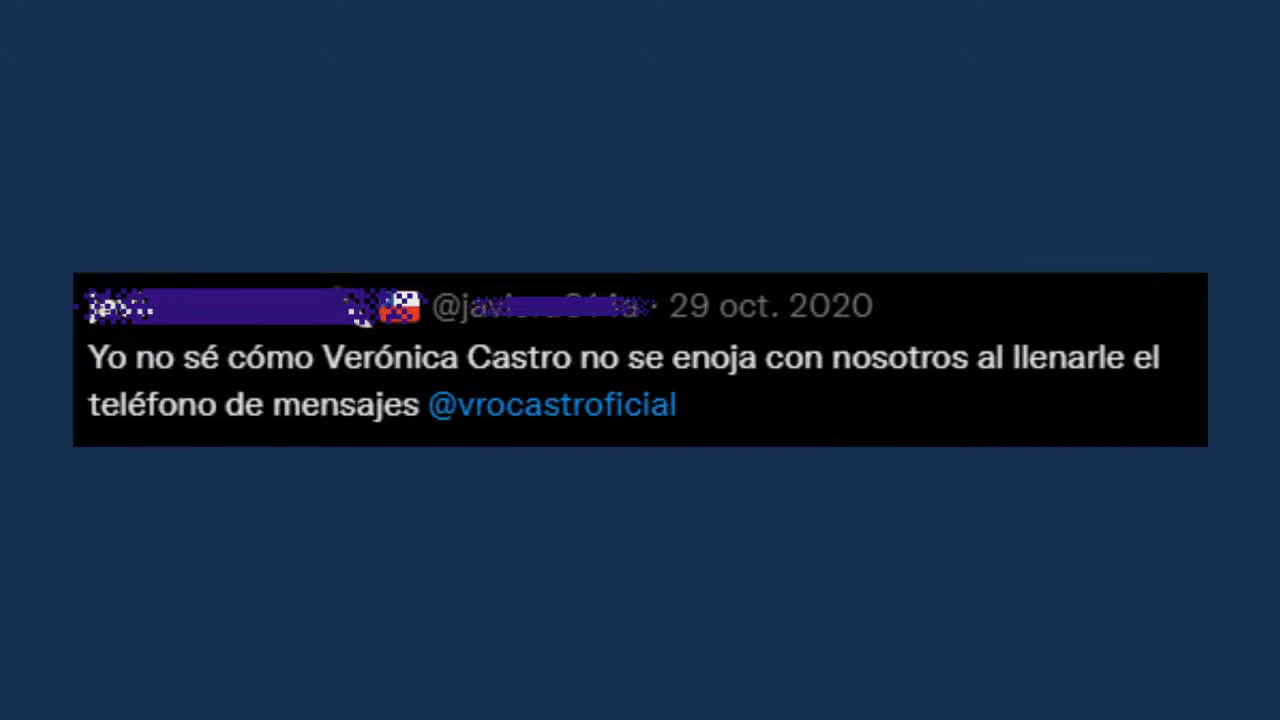 29 oct. 2020
Yo no sé cómo Verónica Castro no se enoja con nosotros al llenarle el
teléfono de mensajes @vrocastroficial